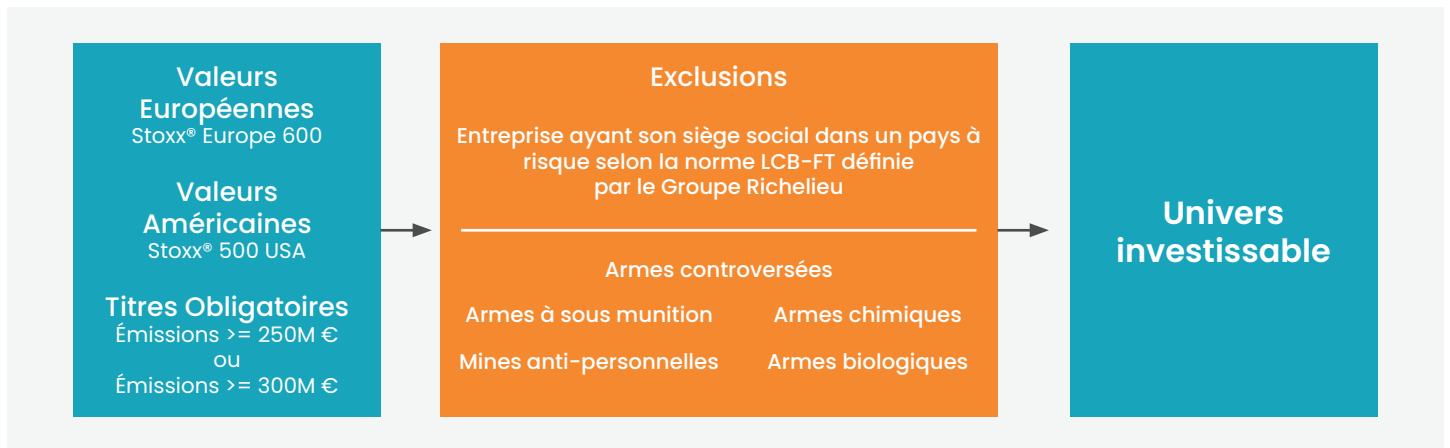 Valeurs
Européennes
Stoxx® Europe 600
Valeurs
Américaines
Stoxx® 500 USA
Titres Obligatoires
Émissions >= 250M €
ou
Émissions >= 300M €
Exclusions
Entreprise ayant son siège social dans un pays à
risque selon la norme LCB-FT définie
par le Groupe Richelieu
Armes controversées
Armes à sous munition
Armes chimiques
Mines anti-personnelles
Armes biologiques
Univers
investissable